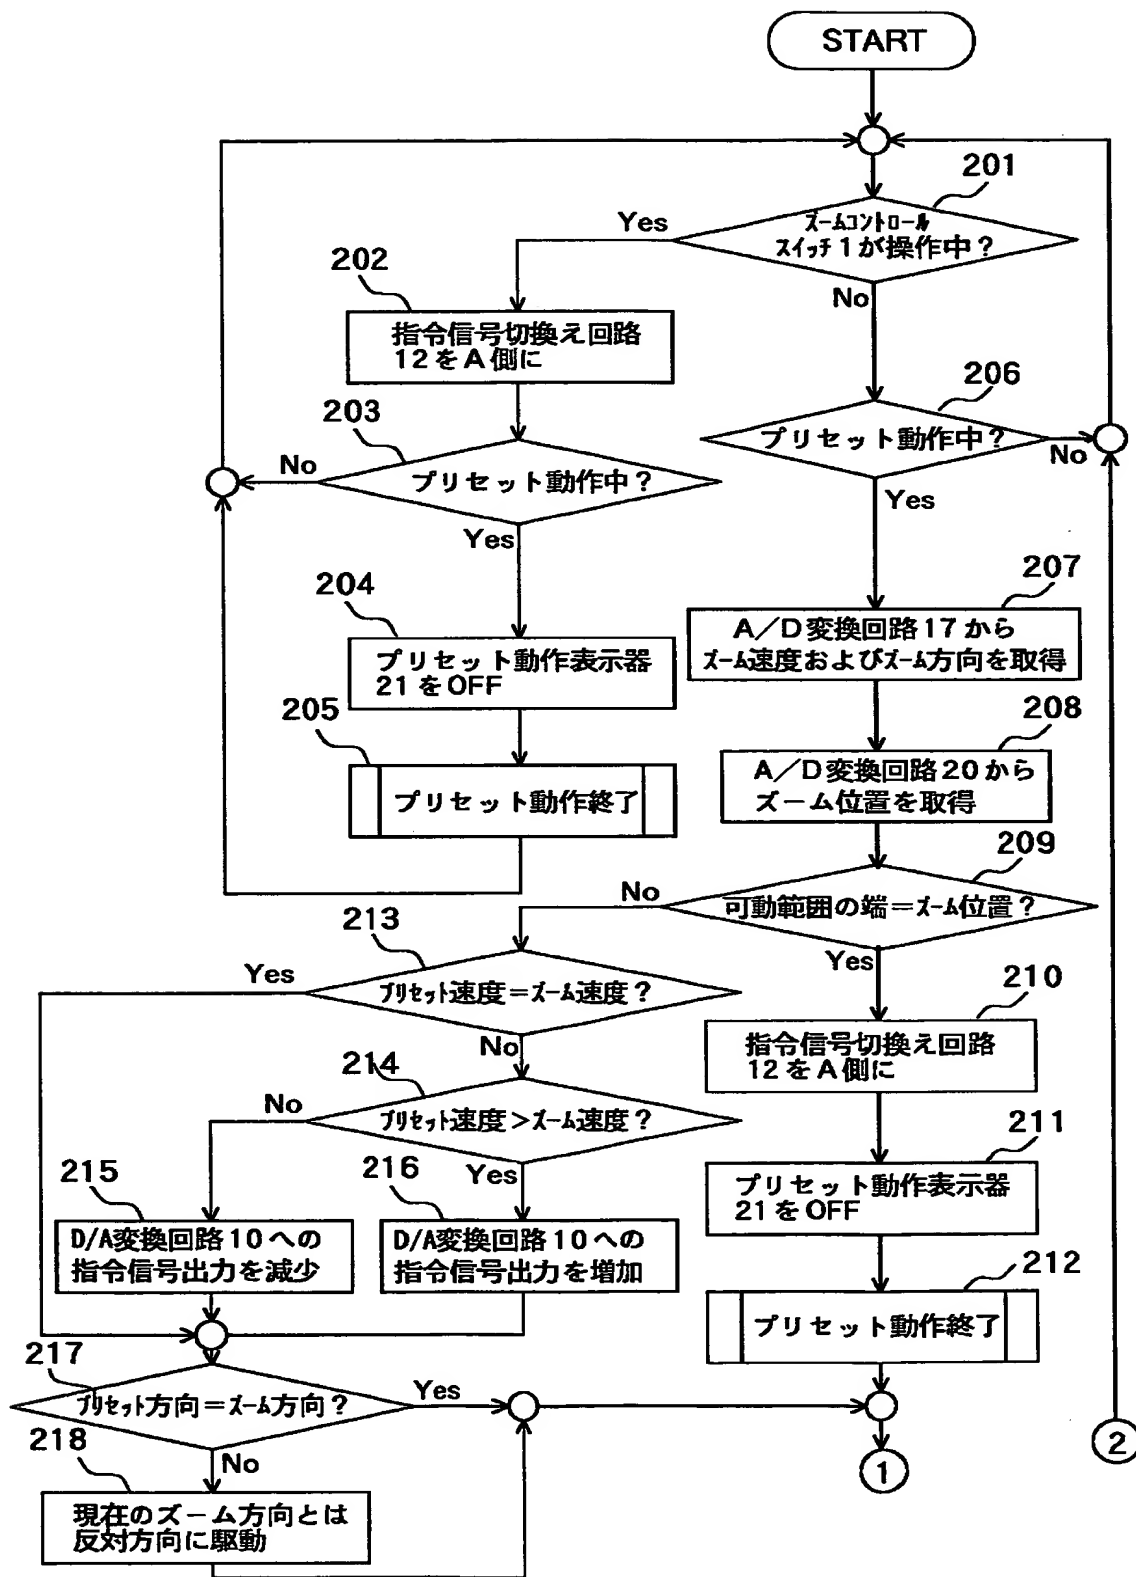 START
201
Yes
ズームコントロール
スイッチ1が操作中?
No
202
指令信号切換え回路
12をA側に
203
プリセット動作中?
No
Yes
206
プリセット動作中?
No
Yes
204
プリセット動作表示器
21をOFF
205
プリセット動作終了
207
A/D変換回路17から
ズーム速度およびズーム方向を取得
208
A/D変換回路20から
ズーム位置を取得
209
No
可動範囲の端=ズーム位置?
Yes
213
Yes
プリセット速度=ズーム速度?
No
210
指令信号切換え回路
12をA側に
214
No
プリセット速度>ズーム速度?
Yes
211
プリセット動作表示器
21をOFF
215
D/A変換回路10への
指令信号出力を減少
216
D/A変換回路10への
指令信号出力を増加
212
プリセット動作終了
217
プリセット方向=ズーム方向?
Yes
No
218
現在のズーム方向とは
反対方向に駆動
1
2